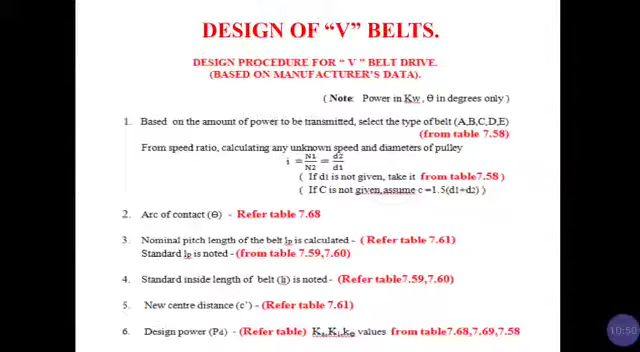 DESIGN OF “V” BELTS.
DESIGN PROCEDURE FOR “ V ” BELT DRIVE.
(BASED ON MANUFACTURER'S DATA).
( Note: Power in Kw , Θ in degrees only )
1. Based on the amount of power to be transmitted, select the type of belt (A,B,C,D,E)
(from table 7.58)
From speed ratio, calculating any unknown speed and diameters of pulley
i = N1/N2 = d2/d1
( If d1 is not given, take it from table7.58 )
( If C is not given,assume c =1.5(d1+d2) )
2. Arc of contact (Θ) - Refer table 7.68
3. Nominal pitch length of the belt lp is calculated - ( Refer table 7.61)
Standard lp is noted - (from table 7.59,7.60)
4. Standard inside length of belt (li) is noted - (Refer table7.59,7.60)
5. New centre distance (c') - (Refer table 7.61)
6. Design power (Pd) - (Refer table) values from table7.68,7.69,7.58
10:50